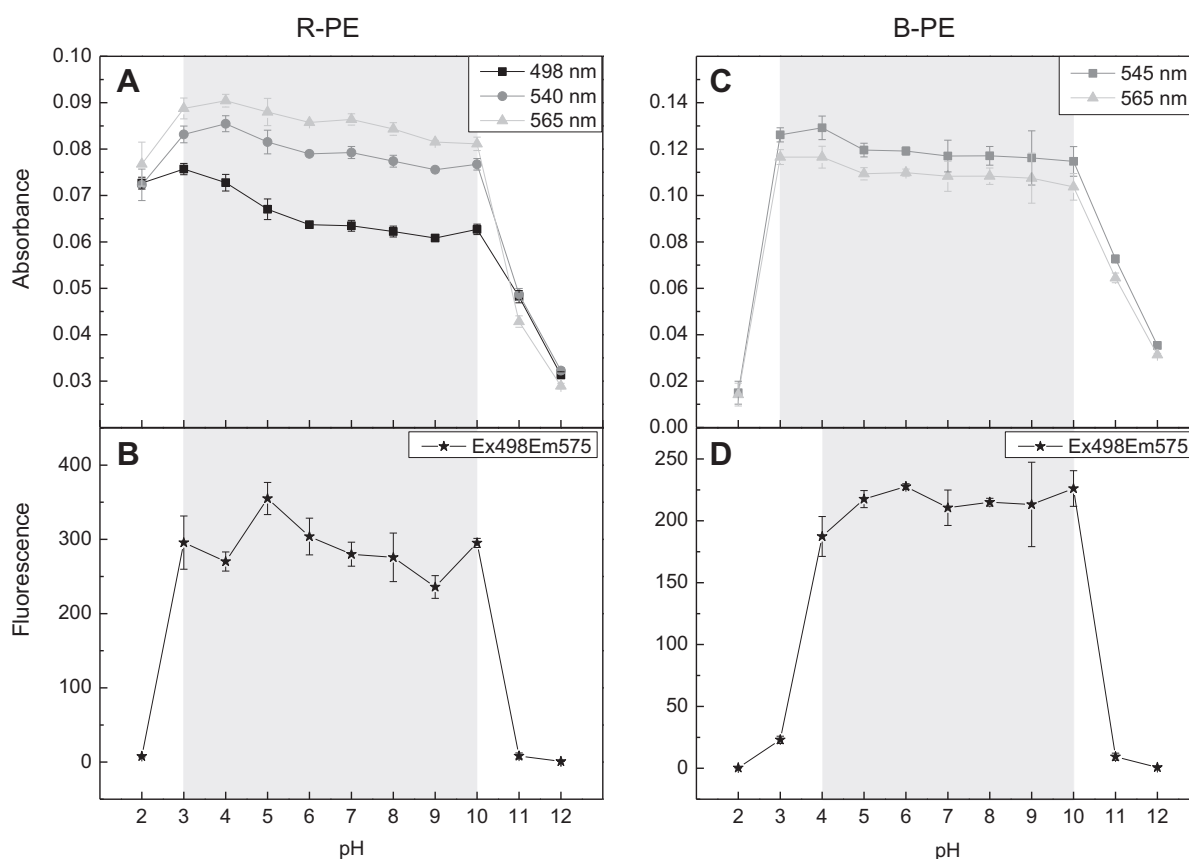 R-PE
B-PE
A
498 nm
540 nm
565 nm
Absorbance
0.10
0.09
0.08
0.07
0.06
0.05
0.04
0.03
C
545 nm
565 nm
0.14
0.12
0.10
0.08
0.06
0.04
0.02
0.00
B
Ex498Em575
Fluorescence
400
300
200
100
0
2 3 4 5 6 7 8 9 10 11 12
pH
D
Ex498Em575
250
200
150
100
50
0
2 3 4 5 6 7 8 9 10 11 12
pH